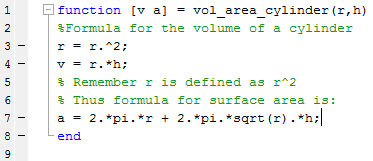 1 function [v a] = vol_area_cylinder(r,h)
2 %Formula for the volume of a cylinder
3 - r = r.^2;
4 - v = r.*h;
5 % Remember r is defined as r^2
6 % Thus formula for surface area is:
7 - a = 2.*pi.*r + 2.*pi.*sqrt(r).*h;
8 - end
9